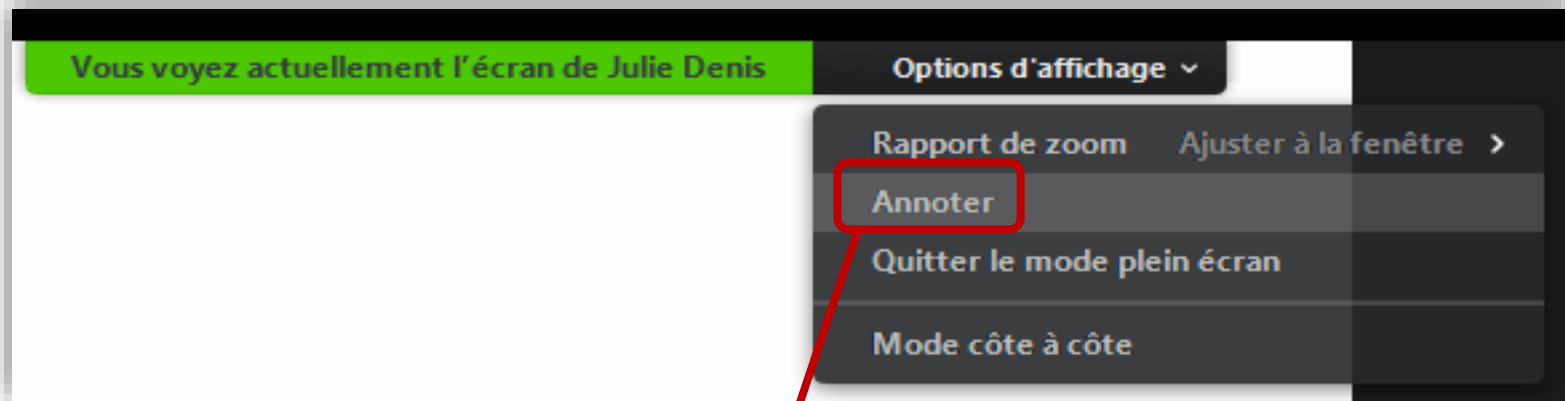 Vous voyez actuellement l'écran de Julie Denis
Options d'affichage
Rapport de zoom Ajuster à la fenêtre >
Annoter
Quitter le mode plein écran
Mode côte à côte